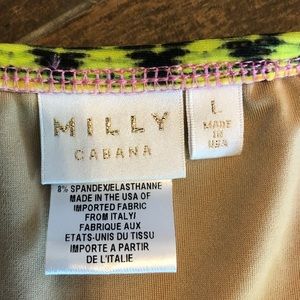 MILLY
CABANA
L
MADE
IN
USA
8% SPANDEX/ELASTHANNE
MADE IN THE USA OF
IMPORTED FABRIC
FROM ITALY/
FABRIQUE AUX
ETATS-UNIS DU TISSU
IMPORTE A PARTIR
DE L'ITALIE